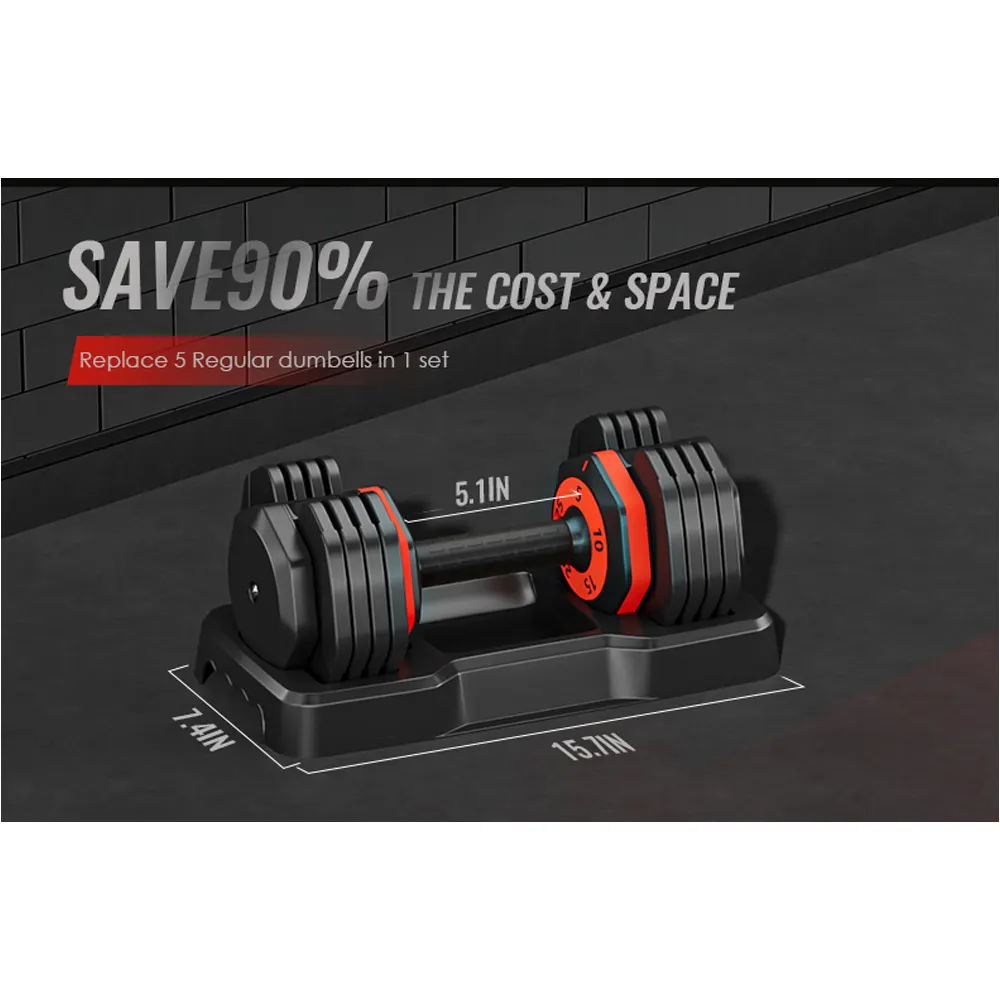 SAVE90% THE COST & SPACE
Replace 5 Regular dumbells in 1 set
5.1IN
10
15
7.4IN
15.7IN